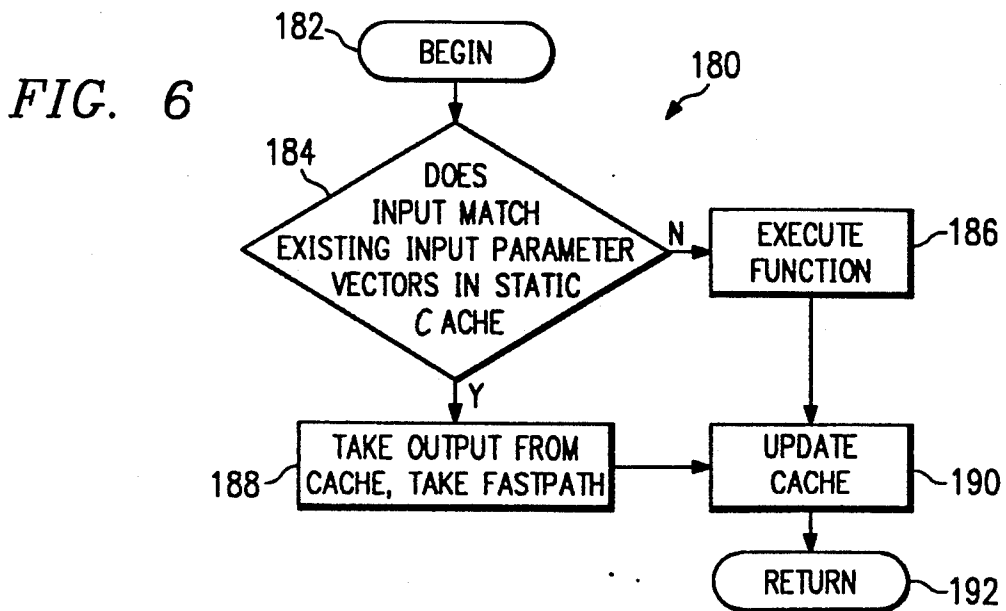 FIG. 6
182
BEGIN
180
184
DOES
INPUT MATCH
EXISTING INPUT PARAMETER
VECTORS IN STATIC
CACHE
N
EXECUTE
FUNCTION
186
Y
188
TAKE OUTPUT FROM
CACHE, TAKE FASTPATH
UPDATE
CACHE
190
RETURN
192